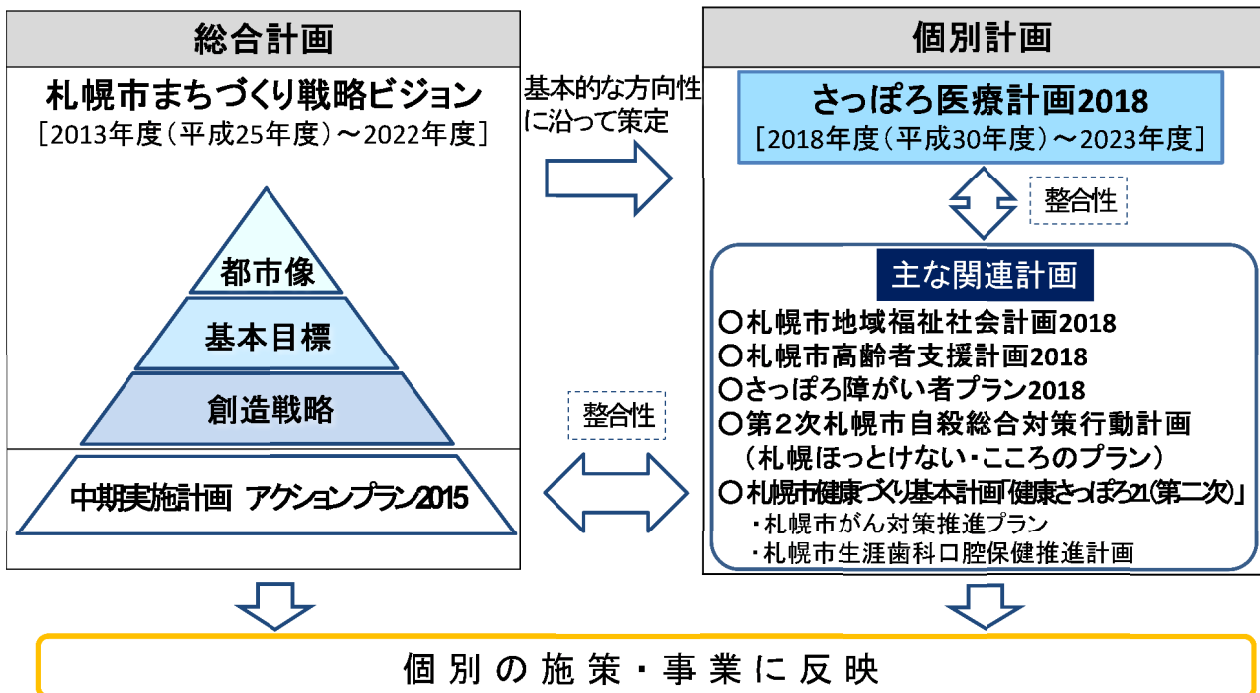 総合計画
札幌市まちづくり戦略ビジョン
[2013年度(平成25年度)~2022年度]
都市像
基本目標
創造戦略
中期実施計画 アクションプラン2015
基本的な方向性
に沿って策定
整合性
個別計画
さっぽろ医療計画2018
[2018年度(平成30年度)~2023年度]
整合性
主な関連計画
○札幌市地域福祉社会計画2018
○札幌市高齢者支援計画2018
○さっぽろ障がい者プラン2018
○第2次札幌市自殺総合対策行動計画
(札幌ほっとけない・こころのプラン)
○札幌市健康づくり基本計画「健康さっぽろ21(第二次)」
・札幌市がん対策推進プラン
・札幌市生涯歯科口腔保健推進計画
個別の施策・事業に反映